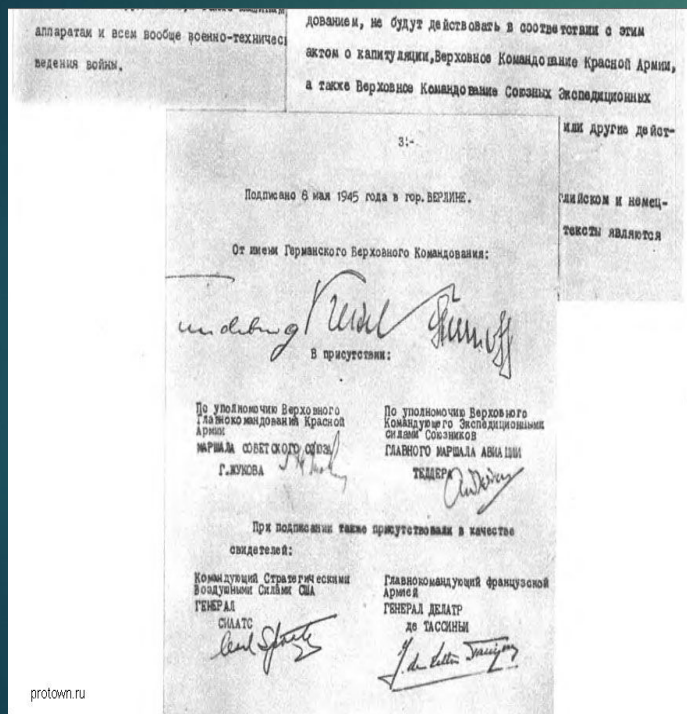 аппаратам и всем вообще военно-техничес
ведения войны.
дованием, не будут действовать в соответствии с этим
актом о капитуляции, Верховное Командование Красной Армии,
а также Верховное Командование Союзных Экспедиционных
или другие дейст-
глийском и немец-
тексты являются
3.-
Подписано 8 мая 1945 года в гор. БЕРЛИНЕ.
От имени Германского Верховного Командования:
Keitel Stumpff
В присутствии:
По уполномочию Верховного
Главнокомандования Красной
Армии
МАРШАЛА СОВЕТСКОГО СОЮЗА
Г. ЖУКОВА
По уполномочию Верховного
Командующего Экспедиционными
силами Союзников
ГЛАВНОГО МАРШАЛА АВИАЦИИ
ТЕДДЕРА
При подписании также присутствовали в качестве
свидетелей:
Командующий Стратегическими
Воздушными Силами США
ГЕНЕРАЛ
СПААТС
Главнокомандующий французской
Армией
ГЕНЕРАЛ ДЕЛАТР
де ТАССИНЬИ
protown.ru